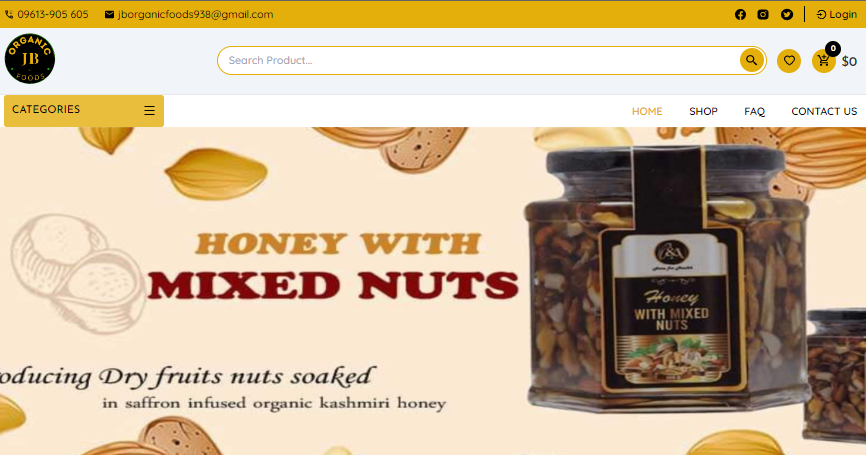 09613-905 605 jborganicfoods938@gmail.com Login
ORGANIC
JB
FOODS
Search Product...
0
$0
CATEGORIES
HOME SHOP FAQ CONTACT US
HONEY WITH
MIXED NUTS
oducing Dry fruits nuts soaked
in saffron infused organic kashmiri honey
Honey
WITH MIXED
NUTS